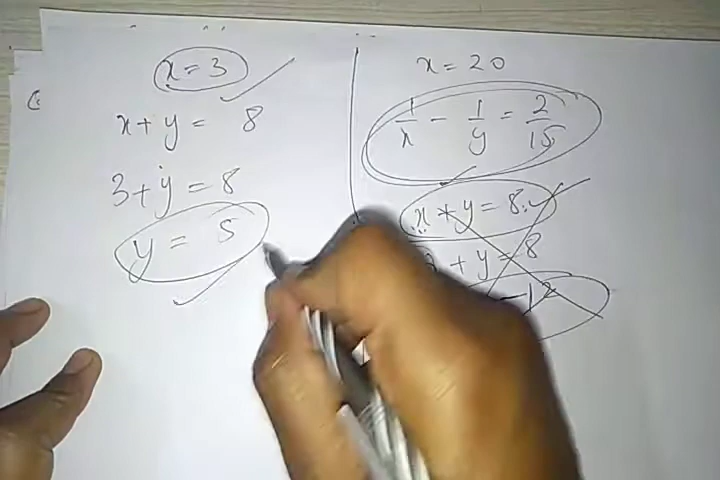 x = 3
x + y = 8
3 + y = 8
y = 5
x = 20
1/x - 1/y = 2/15
x + y = 8
+ y = 8